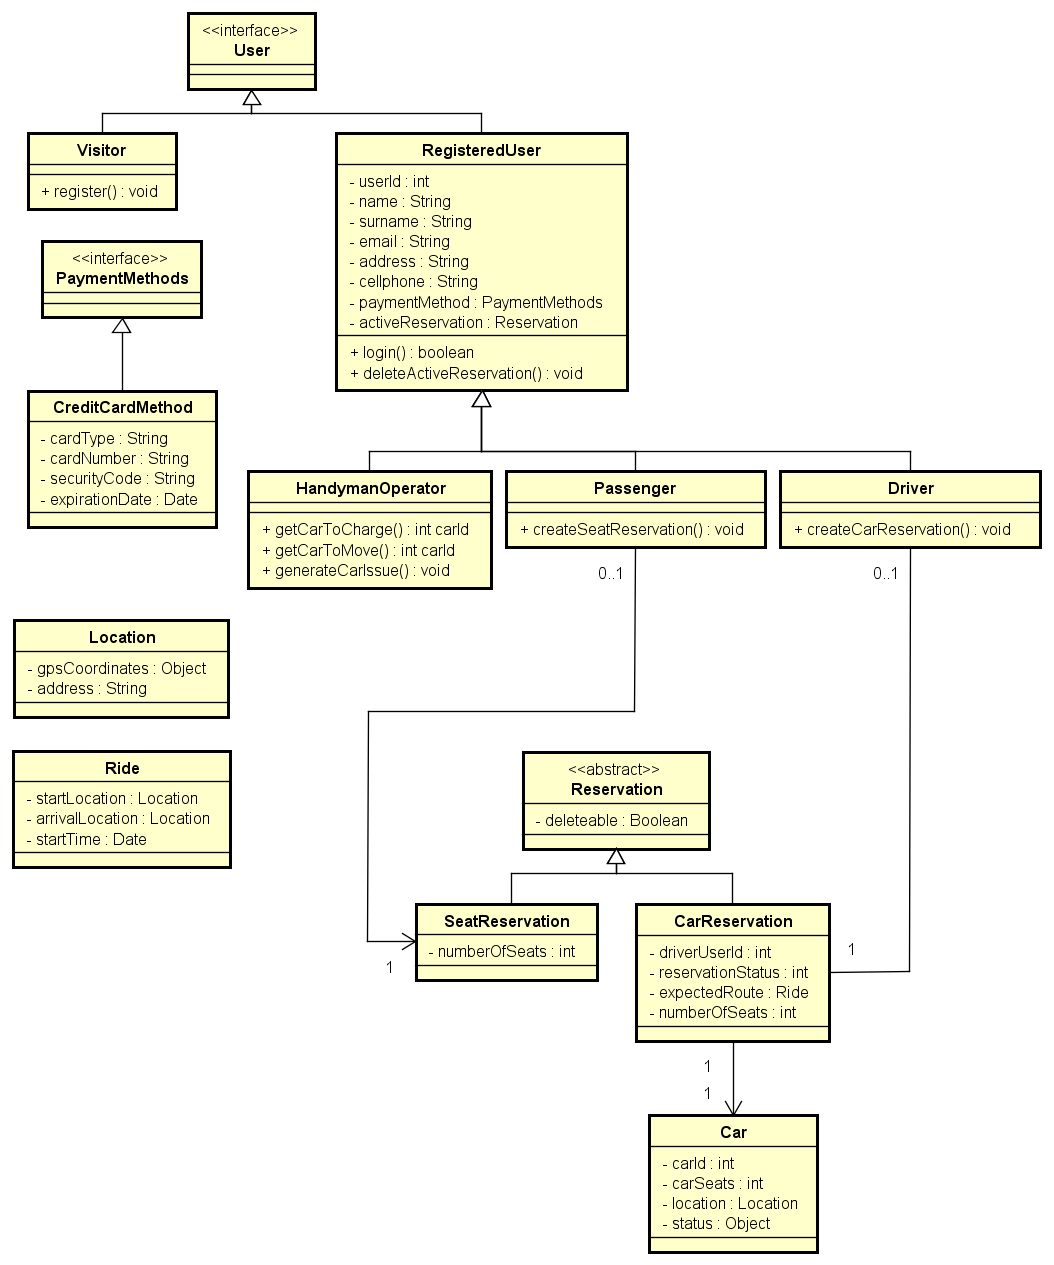 <<interface>>
User
Visitor
+ register() : void
RegisteredUser
- userId : int
- name : String
- surname : String
- email : String
- address : String
- cellphone : String
- paymentMethod : PaymentMethods
- activeReservation : Reservation
+ login() : boolean
+ deleteActiveReservation() : void
<<interface>>
PaymentMethods
CreditCardMethod
- cardType : String
- cardNumber : String
- securityCode : String
- expirationDate : Date
HandymanOperator
+ getCarToCharge() : int carId
+ getCarToMove() : int carId
+ generateCarIssue() : void
Passenger
+ createSeatReservation() : void
Driver
+ createCarReservation() : void
0..1
0..1
Location
- gpsCoordinates : Object
- address : String
Ride
- startLocation : Location
- arrivalLocation : Location
- startTime : Date
<<abstract>>
Reservation
- deleteable : Boolean
SeatReservation
- numberOfSeats : int
1
CarReservation
- driverUserId : int
- reservationStatus : int
- expectedRoute : Ride
- numberOfSeats : int
1
1
1
Car
- carId : int
- carSeats : int
- location : Location
- status : Object